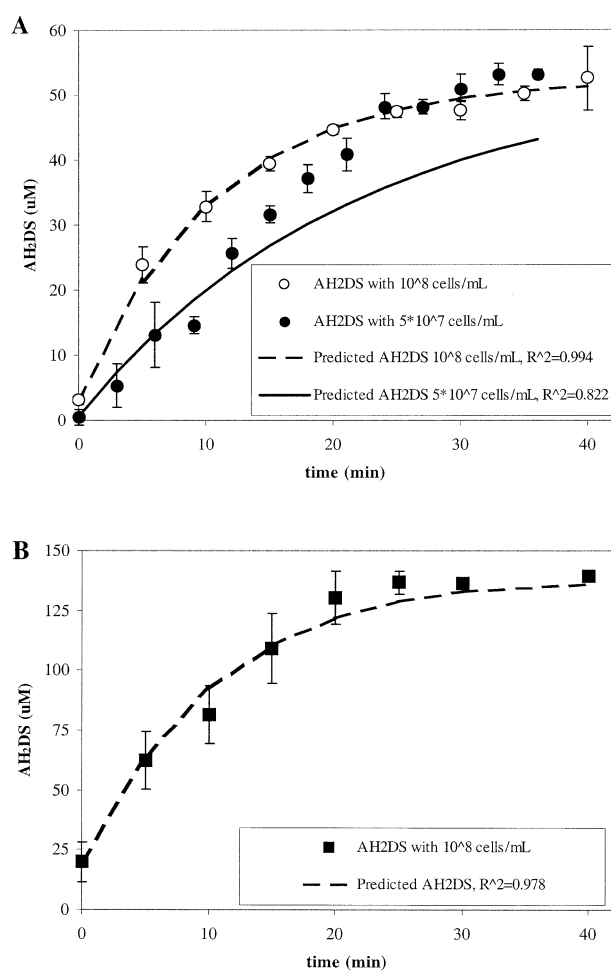 A
60
50
40
30
20
10
0
AH₂DS (uM)
AH2DS with 10^8 cells/mL
AH2DS with 5*10^7 cells/mL
Predicted AH2DS 10^8 cells/mL, R^2=0.994
Predicted AH2DS 5*10^7 cells/mL, R^2=0.822
0 10 20 30 40
time (min)
B
150
125
100
75
50
25
0
AH₂DS (uM)
AH2DS with 10^8 cells/mL
Predicted AH2DS, R^2=0.978
0 10 20 30 40
time (min)